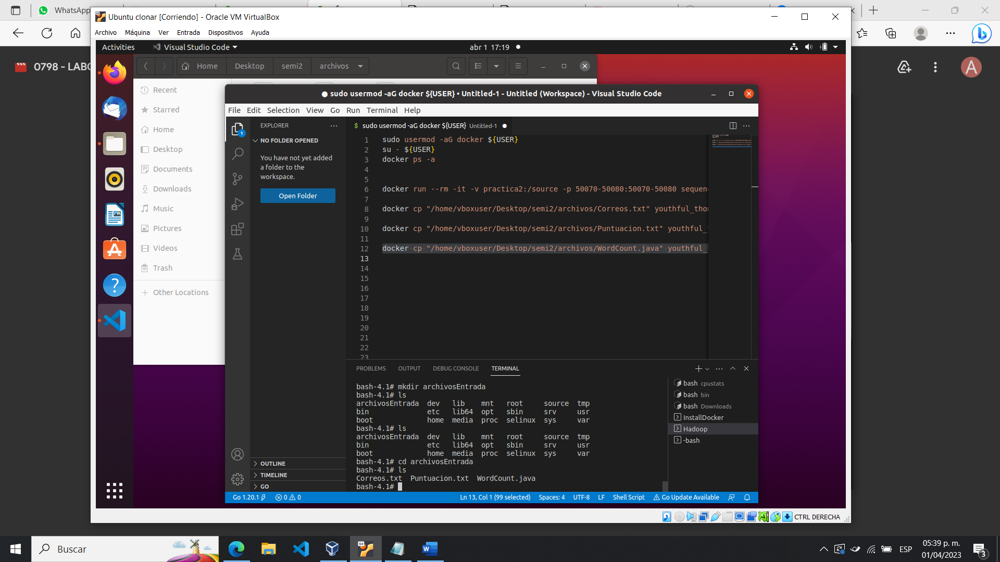 WhatsApp
Ubuntu clonar [Corriendo] - Oracle VM VirtualBox
Archivo Máquina Ver Entrada Dispositivos Ayuda
Activities Visual Studio Code abr 1 17:19
0798 - LABO
A
Home Desktop semi2 archivos
Recent
Starred
Home
Desktop
Documents
Downloads
Music
Pictures
Videos
Trash
Other Locations
● sudo usermod -aG docker ${USER} • Untitled-1 - Untitled (Workspace) - Visual Studio Code
File Edit Selection View Go Run Terminal Help
1
EXPLORER
NO FOLDER OPENED
You have not yet added
a folder to the
workspace.
Open Folder
OUTLINE
TIMELINE
GO
$ sudo usermod -aG docker ${USER} Untitled-1
1 sudo usermod -aG docker ${USER}
2 su - ${USER}
3 docker ps -a
4
5
6 docker run --rm -it -v practica2:/source -p 50070-50080:50070-50080 sequen
7
8 docker cp "/home/vboxuser/Desktop/semi2/archivos/Correos.txt" youthful_thom
9
10 docker cp "/home/vboxuser/Desktop/semi2/archivos/Puntuacion.txt" youthful_
11
12 docker cp "/home/vboxuser/Desktop/semi2/archivos/WordCount.java" youthful_
13
14
15
16
17
18
19
20
21
22
23
PROBLEMS OUTPUT DEBUG CONSOLE TERMINAL
bash-4.1# mkdir archivosEntrada
bash-4.1# ls
archivosEntrada dev lib mnt root source tmp
bin etc lib64 opt sbin srv usr
boot home media proc selinux sys var
bash-4.1# ls
archivosEntrada dev lib mnt root source tmp
bin etc lib64 opt sbin srv usr
boot home media proc selinux sys var
bash-4.1# cd archivosEntrada
bash-4.1# ls
Correos.txt Puntuacion.txt WordCount.java
bash-4.1#
bash cpustats
bash bin
bash Downloads
InstallDocker
Hadoop
-bash
Go 1.20.1 0 0 Ln 13, Col 1 (99 selected) Spaces: 4 UTF-8 LF Shell Script Go Update Available
CTRL DERECHA
Buscar
64
ESP
05:39 p. m.
01/04/2023
3